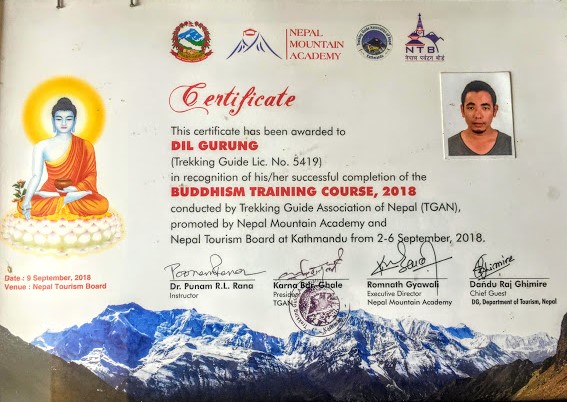 NEPAL
MOUNTAIN
ACADEMY
NTB
नेपाल पर्यटन बोर्ड
Certificate
This certificate has been awarded to
DIL GURUNG
(Trekking Guide Lic. No. 5419)
in recognition of his/her successful completion of the
BUDDHISM TRAINING COURSE, 2018
conducted by Trekking Guide Association of Nepal (TGAN),
promoted by Nepal Mountain Academy and
Nepal Tourism Board at Kathmandu from 2-6 September, 2018.
Date : 9 September, 2018
Venue : Nepal Tourism Board
Dr. Punam R.L. Rana
Instructor
Karna Bdr. Ghale
President
TGAN
Romnath Gyawali
Executive Director
Nepal Mountain Academy
Dandu Raj Ghimire
Chief Guest
DG, Department of Tourism, Nepal